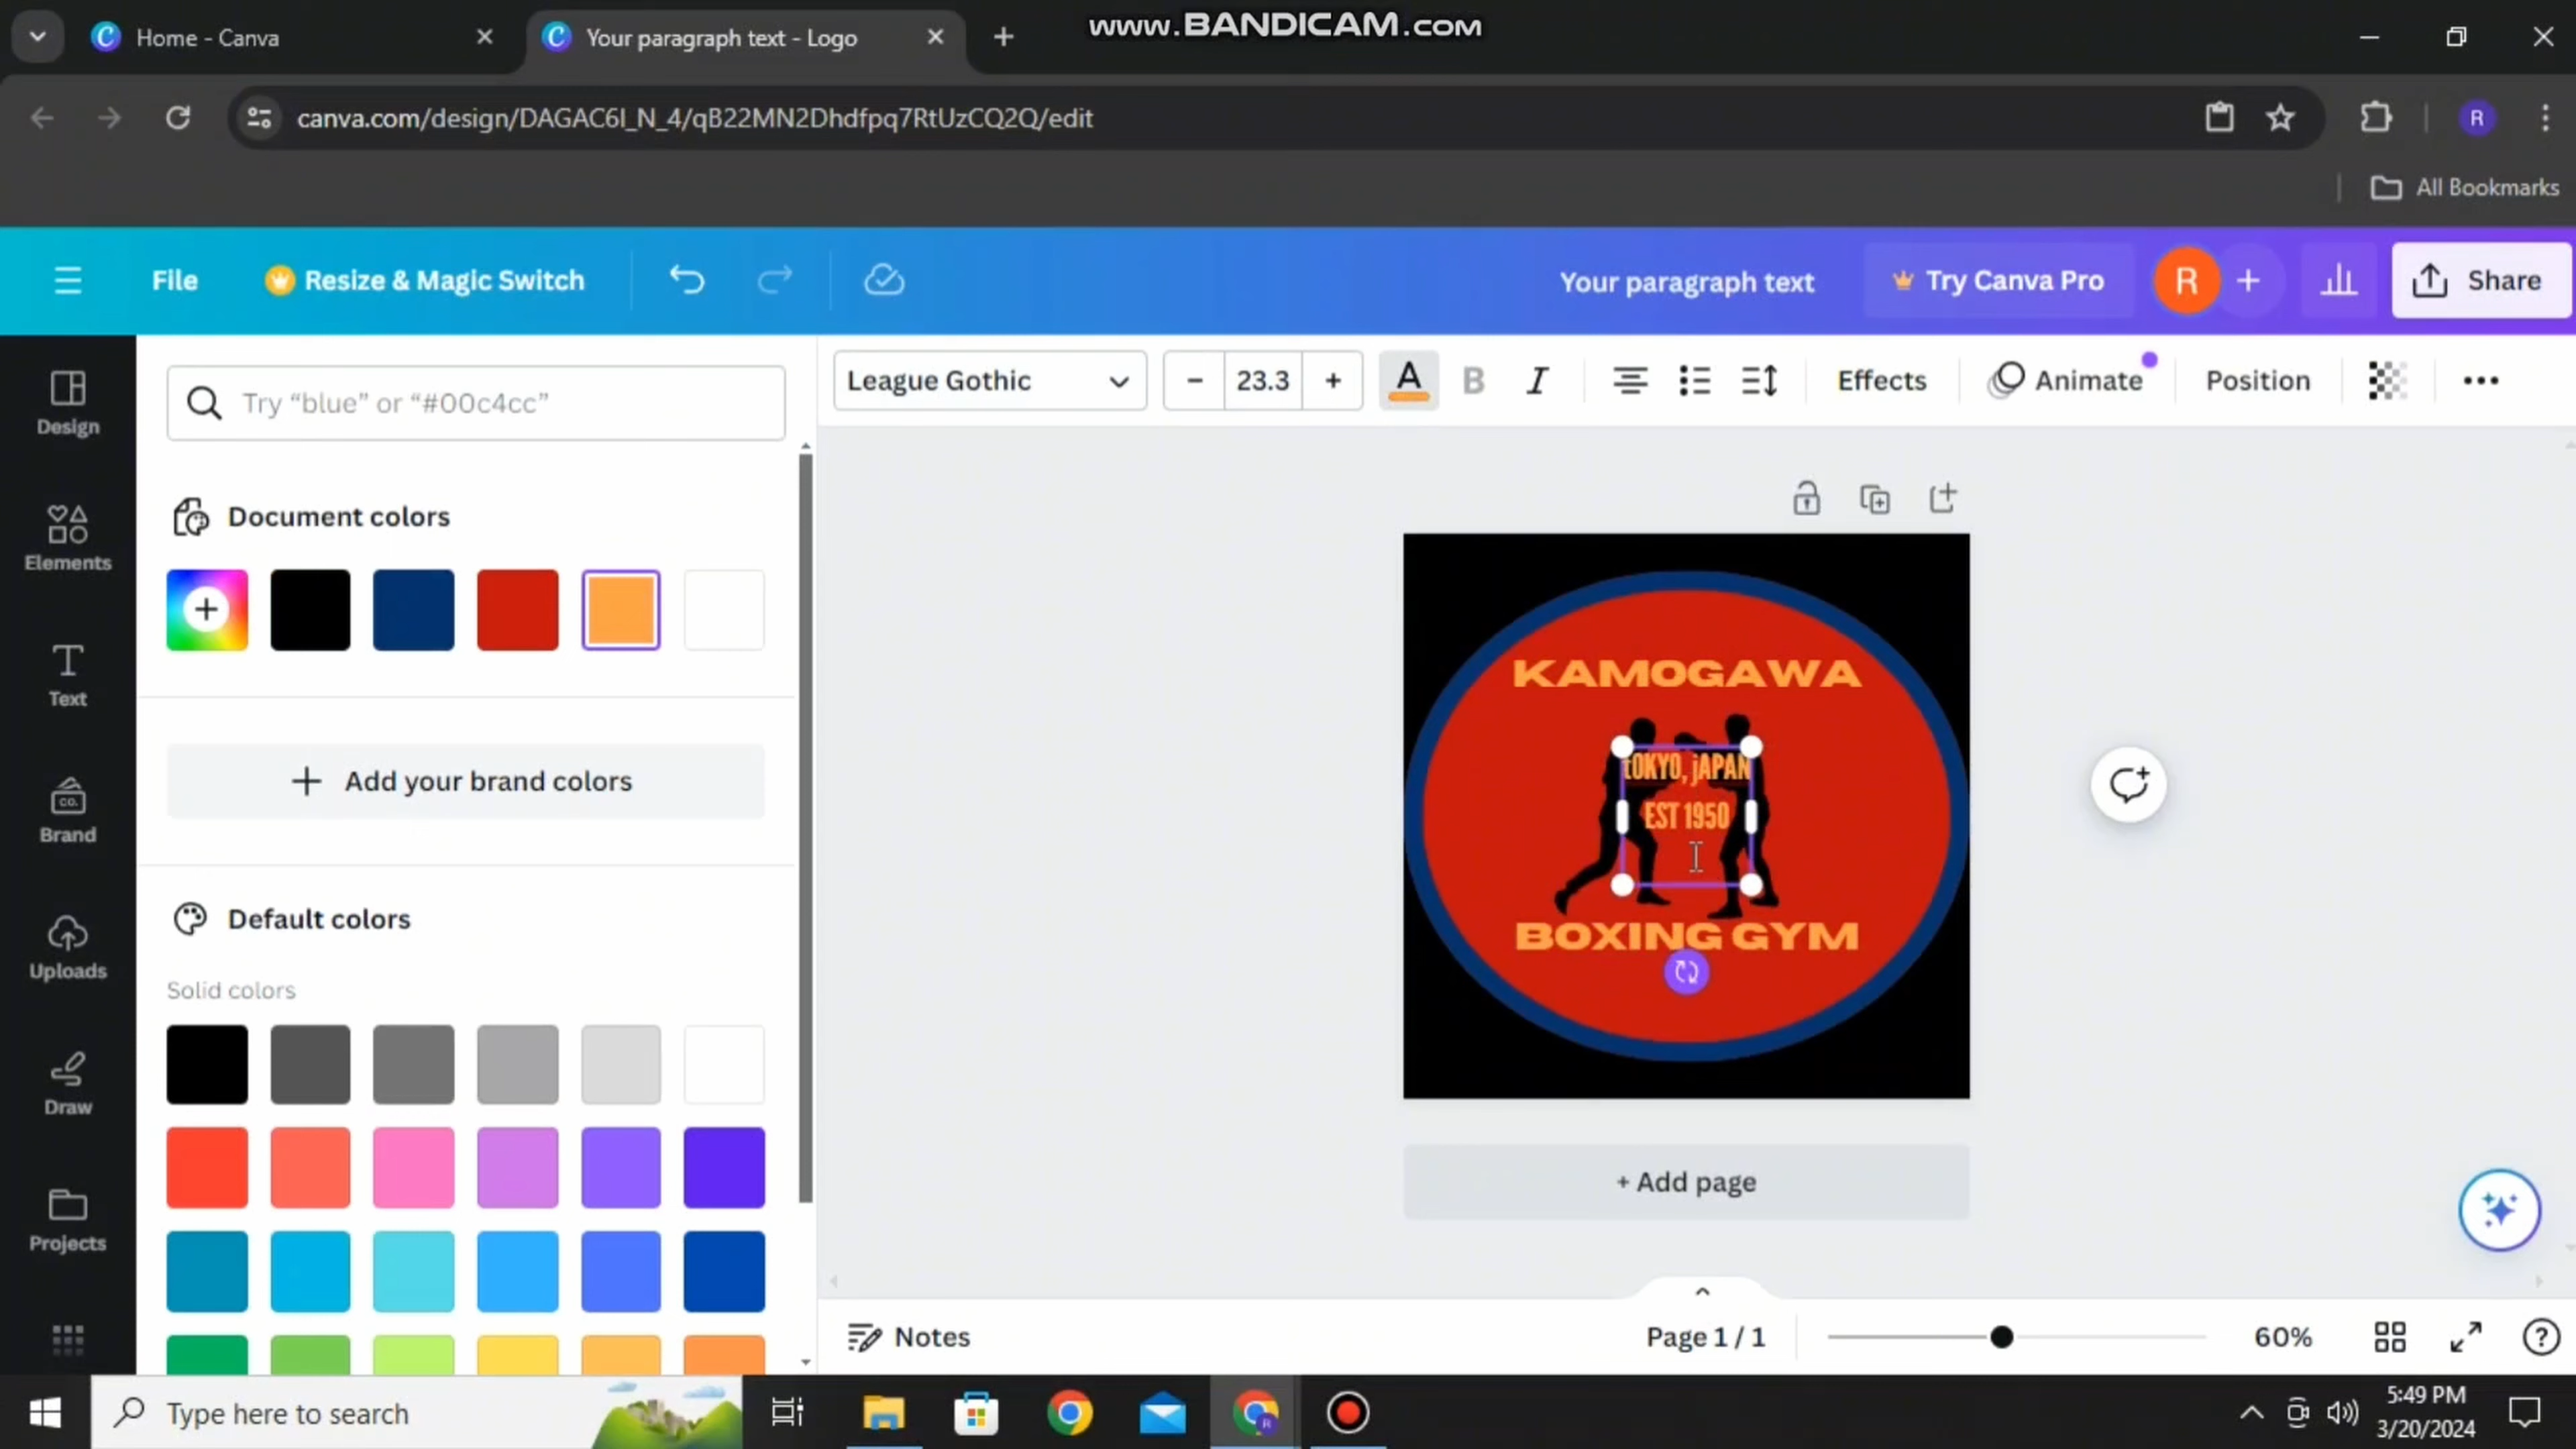 www.BANDICAM.com
Home - Canva
Your paragraph text - Logo
canva.com/design/DAGAC6I_N_4/qB22MN2Dhdfpq7RtUzCQ2Q/edit
R
All Bookmarks
File
Resize & Magic Switch
Your paragraph text
Try Canva Pro
R
Share
Design
Elements
Text
Brand
Uploads
Draw
Projects
Try “blue” or “#00c4cc”
Document colors
Add your brand colors
Default colors
Solid colors
League Gothic
23.3
A
B
I
Effects
Animate
Position
KAMOGAWA
tOKYO, jAPAN
EST 1950
BOXING GYM
+ Add page
Notes
Page 1 / 1
60%
Type here to search
5:49 PM
3/20/2024